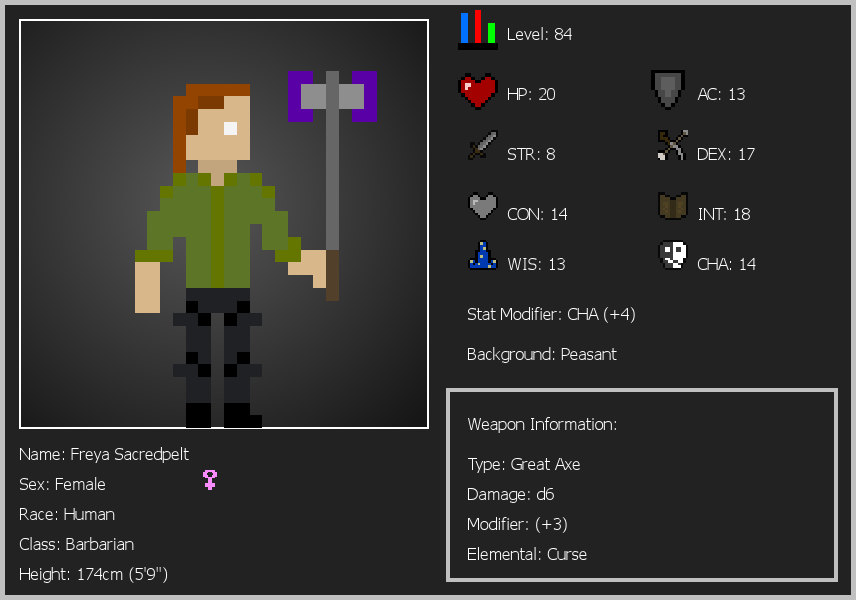 Level: 84
HP: 20
AC: 13
STR: 8
DEX: 17
CON: 14
INT: 18
WIS: 13
CHA: 14
Stat Modifier: CHA (+4)
Background: Peasant
Weapon Information:
Type: Great Axe
Damage: d6
Modifier: (+3)
Elemental: Curse
Name: Freya Sacredpelt
Sex: Female
Race: Human
Class: Barbarian
Height: 174cm (5'9")